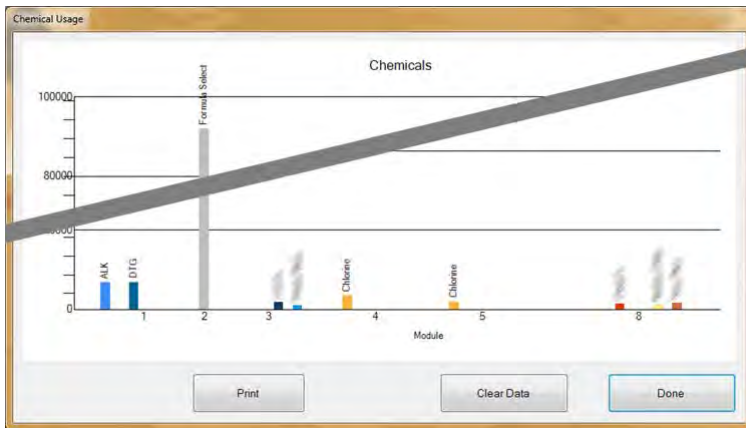 Chemical Usage
Chemicals
100000
80000
0
ALK
DTG
Formula Select
Chlorine
Chlorine
1
2
3
4
5
8
Module
Print
Clear Data
Done